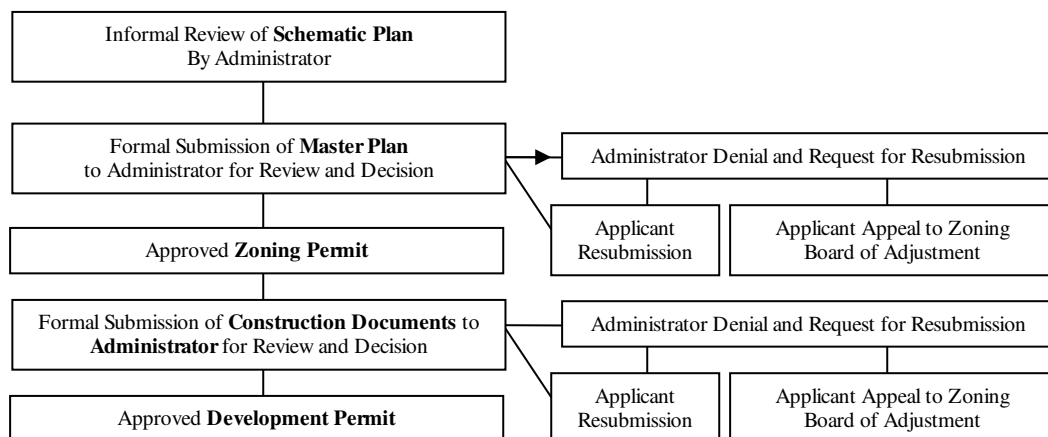 Informal Review of Schematic Plan
By Administrator
Formal Submission of Master Plan
to Administrator for Review and Decision
Administrator Denial and Request for Resubmission
Applicant
Resubmission
Applicant Appeal to Zoning
Board of Adjustment
Approved Zoning Permit
Formal Submission of Construction Documents to
Administrator for Review and Decision
Administrator Denial and Request for Resubmission
Applicant
Resubmission
Applicant Appeal to Zoning
Board of Adjustment
Approved Development Permit